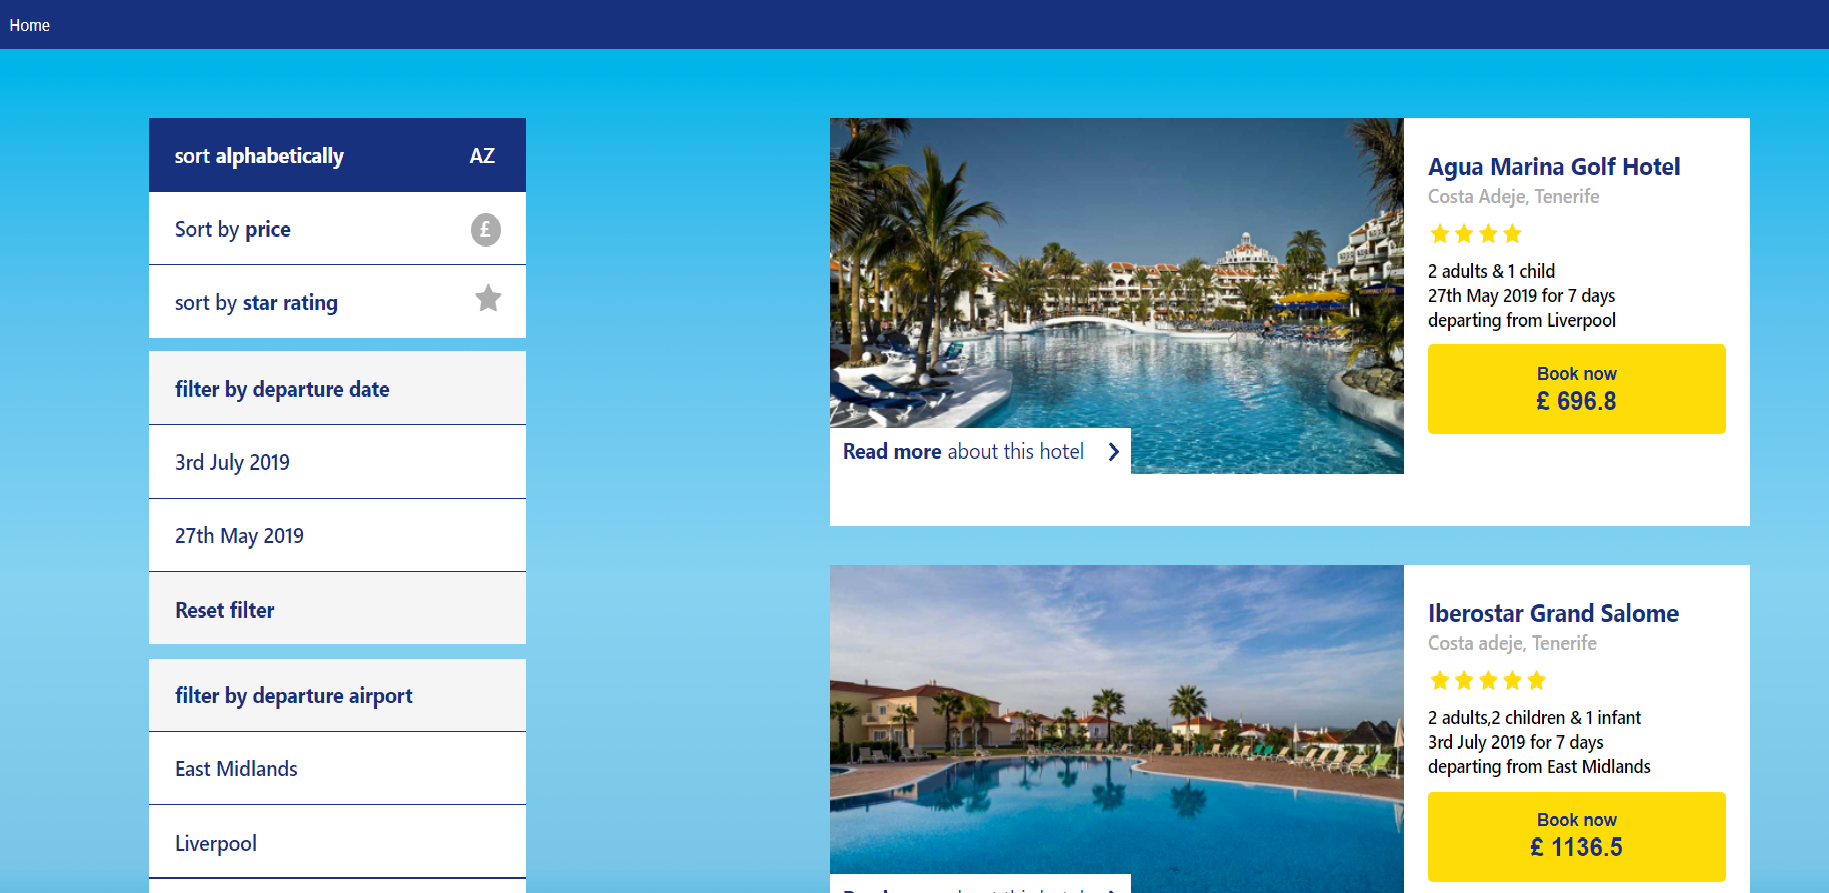 Home
sort alphabetically AZ
Sort by price £
sort by star rating
filter by departure date
3rd July 2019
27th May 2019
Reset filter
filter by departure airport
East Midlands
Liverpool
Agua Marina Golf Hotel
Costa Adeje, Tenerife
2 adults & 1 child
27th May 2019 for 7 days
departing from Liverpool
Book now
£ 696.8
Read more about this hotel
Iberostar Grand Salome
Costa adeje, Tenerife
2 adults,2 children & 1 infant
3rd July 2019 for 7 days
departing from East Midlands
Book now
£ 1136.5